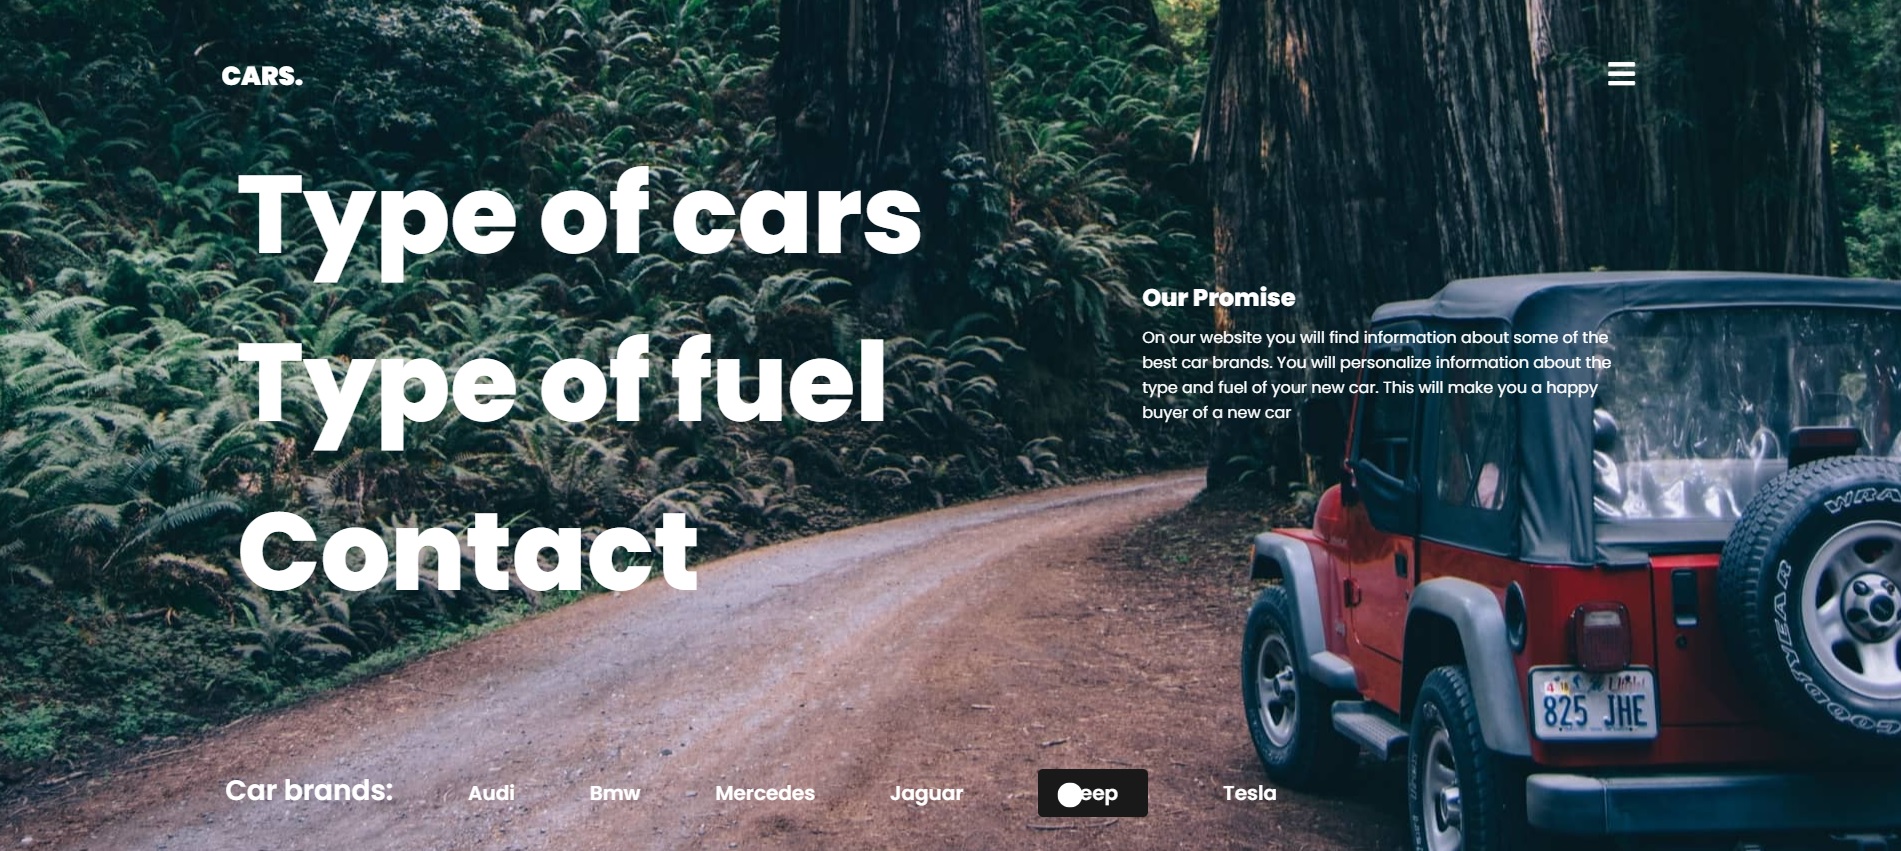 CARS.
Type of cars
Type of fuel
Contact
Our Promise
On our website you will find information about some of the
best car brands. You will personalize information about the
type and fuel of your new car. This will make you a happy
buyer of a new car
Car brands: Audi Bmw Mercedes Jaguar eep Tesla
825 JHE